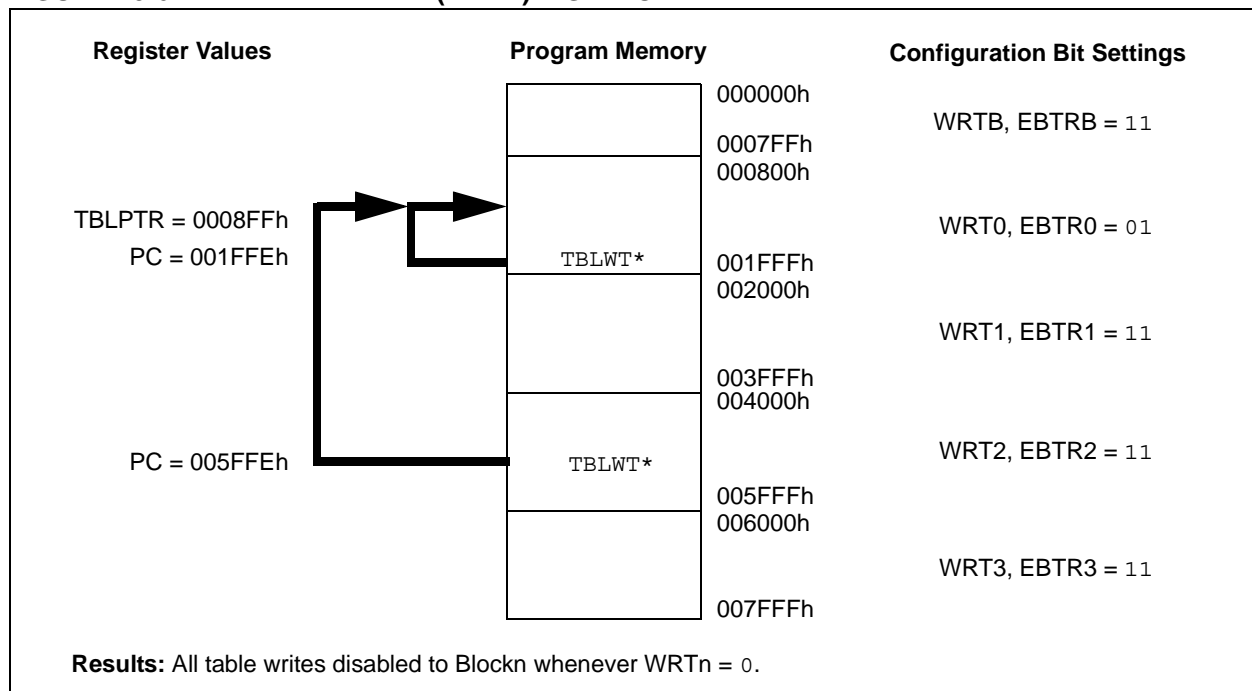 Register Values
Program Memory
Configuration Bit Settings
000000h
WRTB, EBTRB = 11
0007FFh
000800h
TBLPTR = 0008FFh
WRT0, EBTR0 = 01
PC = 001FFEh
TBLWT*
001FFFh
002000h
WRT1, EBTR1 = 11
003FFFh
004000h
PC = 005FFEh
TBLWT*
WRT2, EBTR2 = 11
005FFFh
006000h
WRT3, EBTR3 = 11
007FFFh
Results: All table writes disabled to Blockn whenever WRTn = 0.